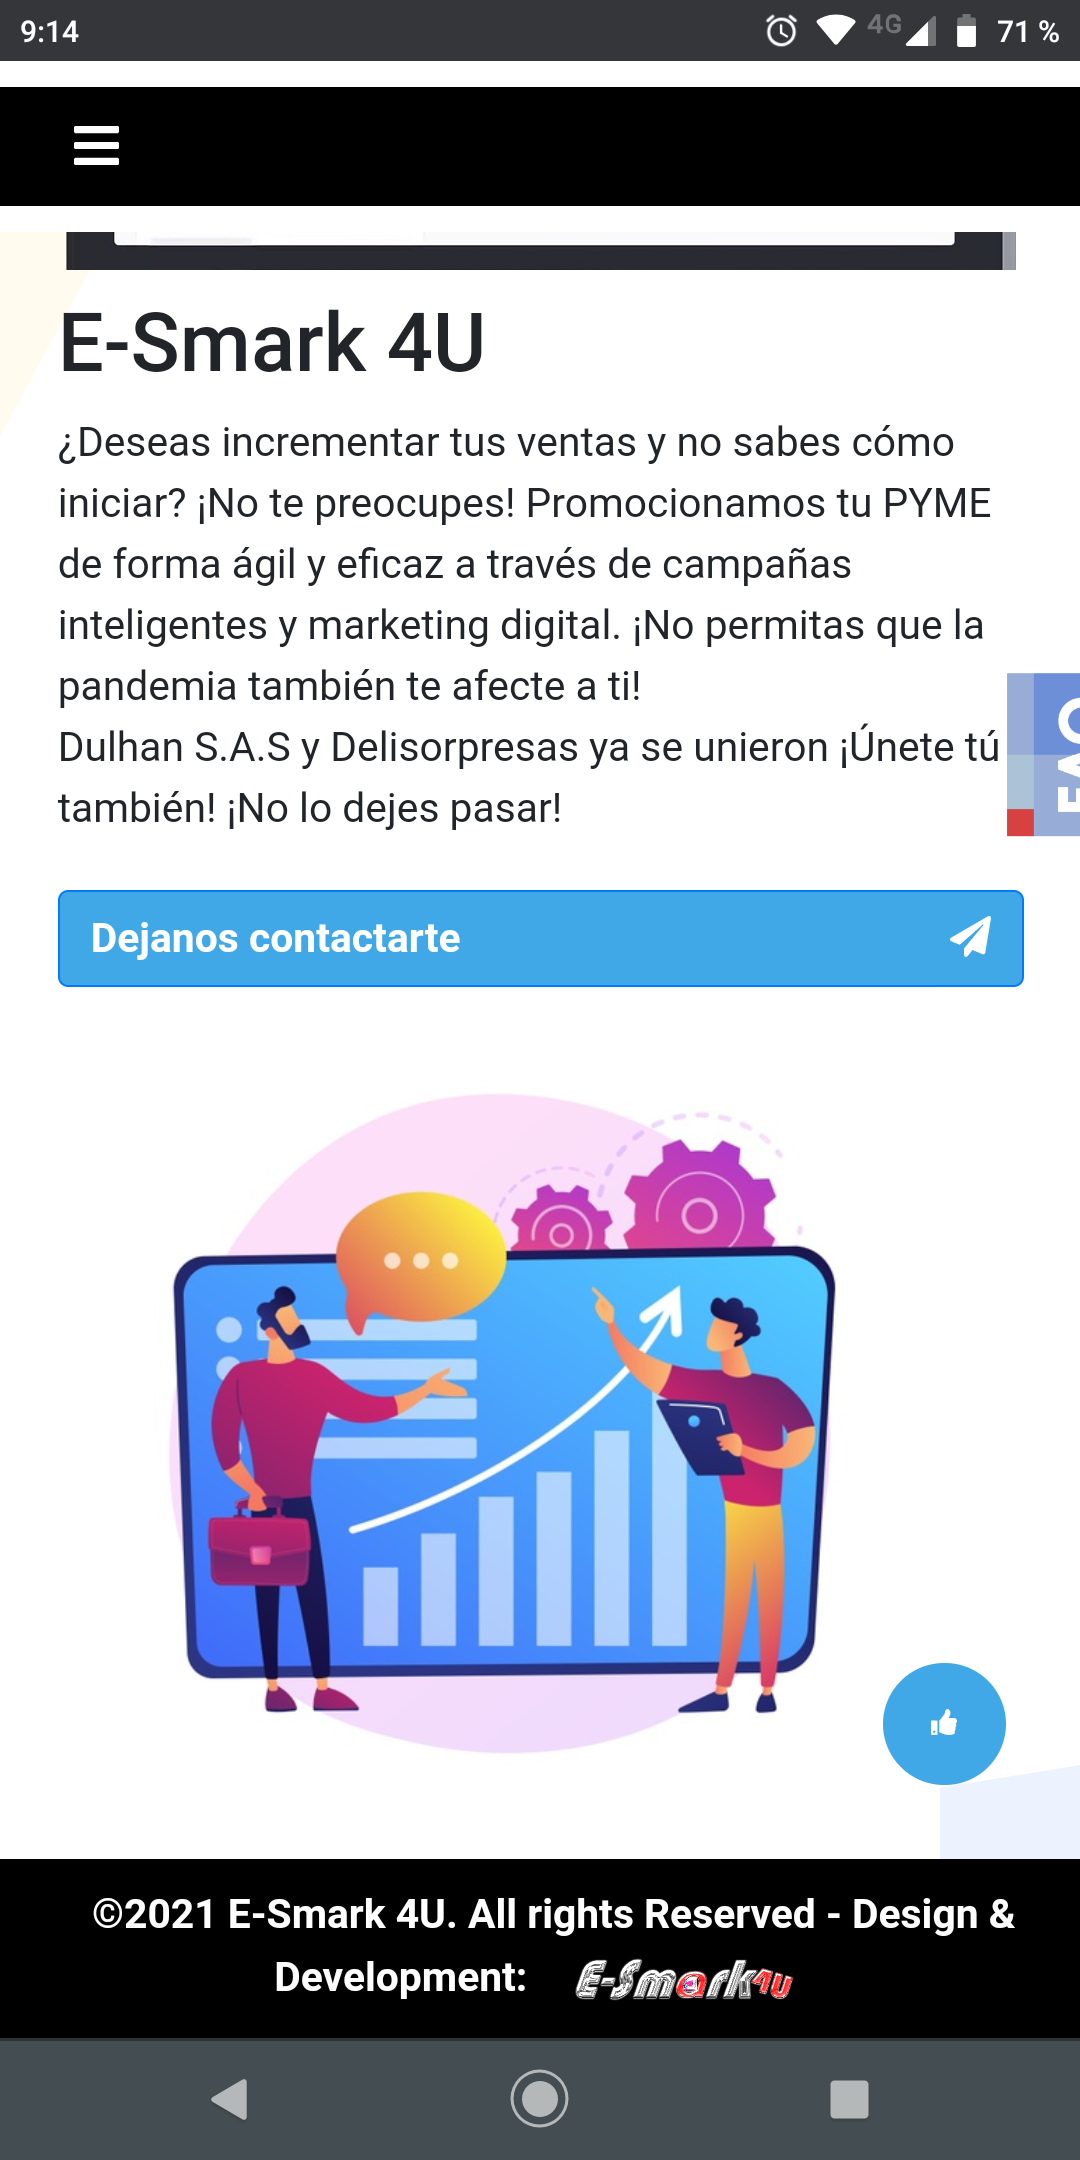 9:14
4G
71 %
E-Smark 4U
¿Deseas incrementar tus ventas y no sabes cómo
iniciar? ¡No te preocupes! Promocionamos tu PYME
de forma ágil y eficaz a través de campañas
inteligentes y marketing digital. ¡No permitas que la
pandemia también te afecte a ti!
Dulhan S.A.S y Delisorpresas ya se unieron ¡Únete tú
también! ¡No lo dejes pasar!
FAQ
Dejanos contactarte
©2021 E-Smark 4U. All rights Reserved - Design &
Development: E-Smark4U